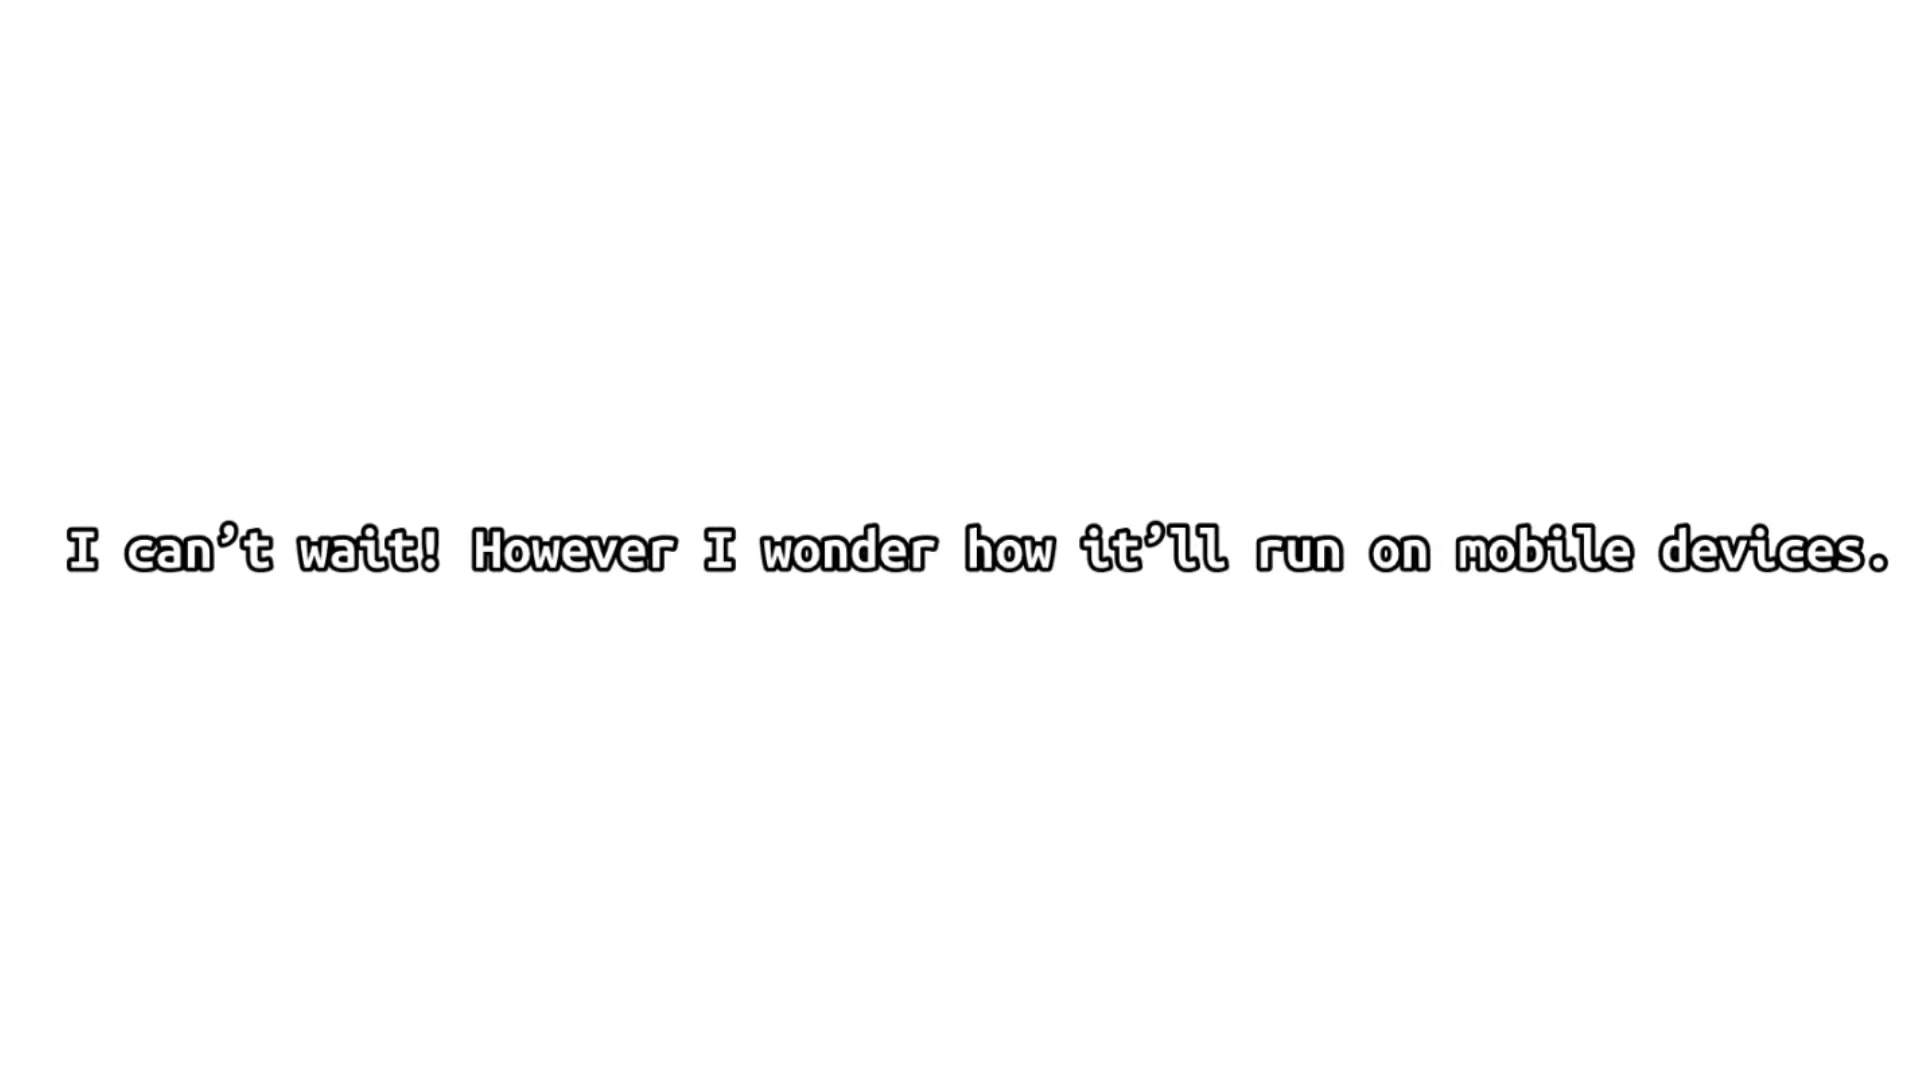 I can’t wait! However I wonder how it’ll run on mobile devices.